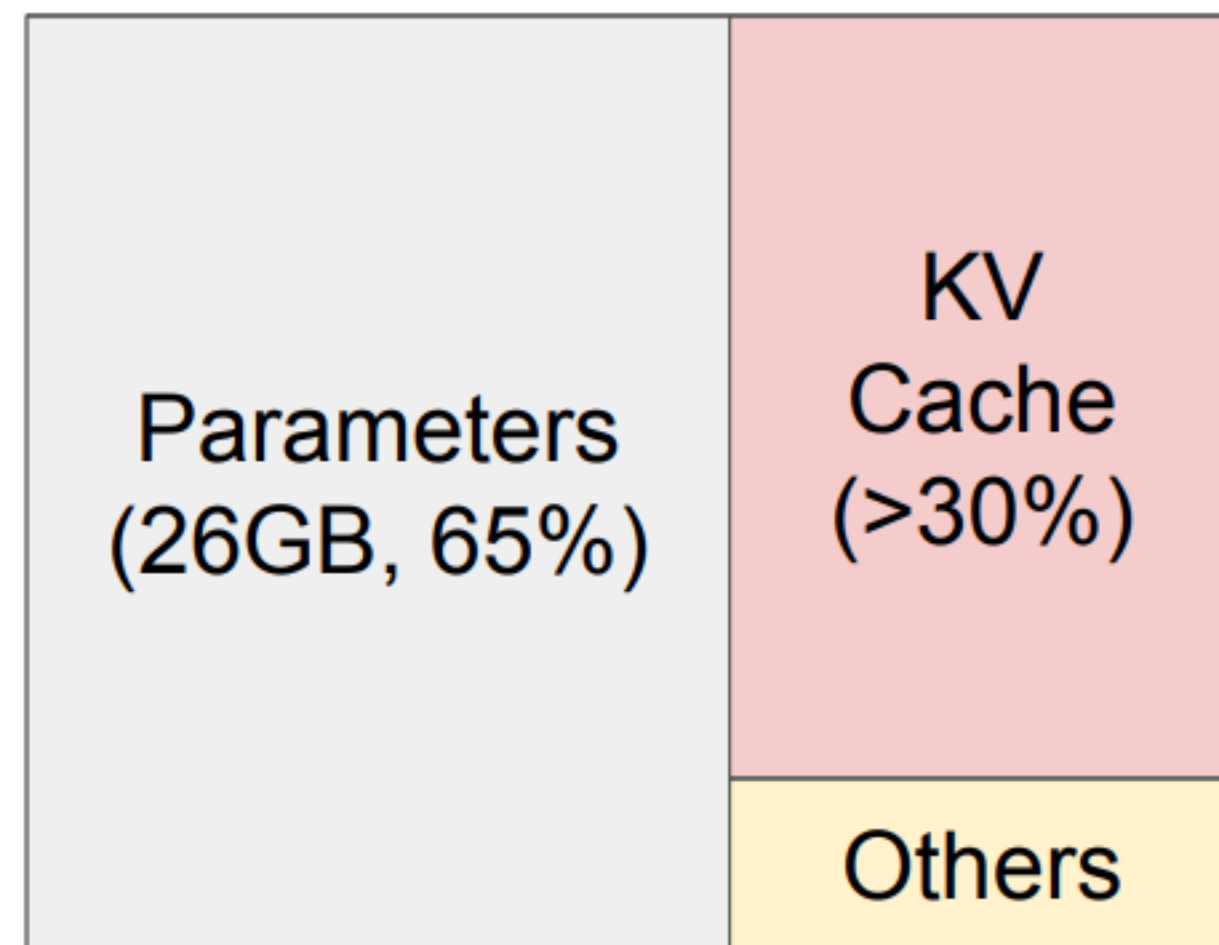 Parameters
(26GB, 65%)
KV
Cache
(>30%)
Others